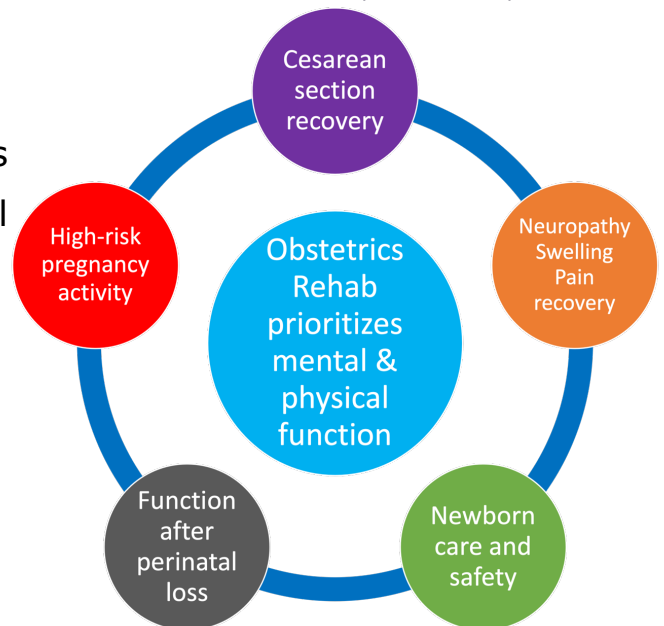 Cesarean
section
recovery
s
l
High-risk
pregnancy
activity
Neuropathy
Swelling
Pain
recovery
Obstetrics
Rehab
prioritizes
mental &
physical
function
Function
after
perinatal
loss
Newborn
care and
safety